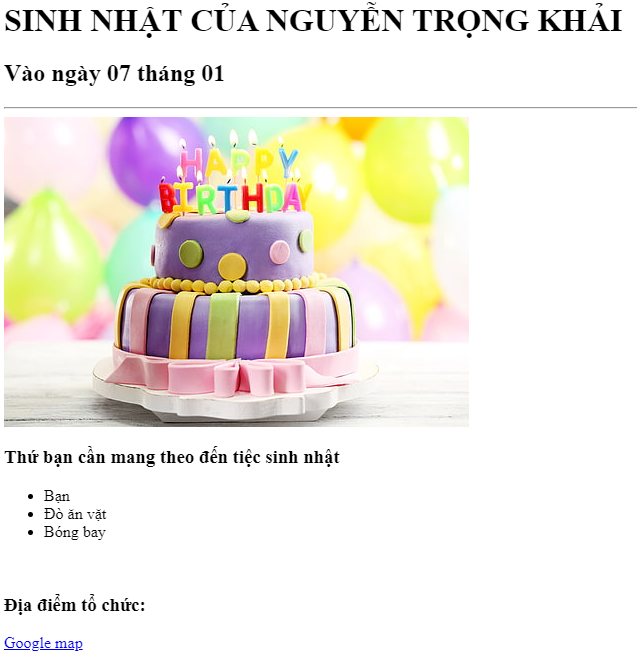 SINH NHẬT CỦA NGUYỄN TRỌNG KHẢI
Vào ngày 07 tháng 01
HAPPY
BIRTHDAY
Thứ bạn cần mang theo đến tiệc sinh nhật
Bạn
Đò ăn vặt
Bóng bay
Địa điểm tổ chức:
Google map